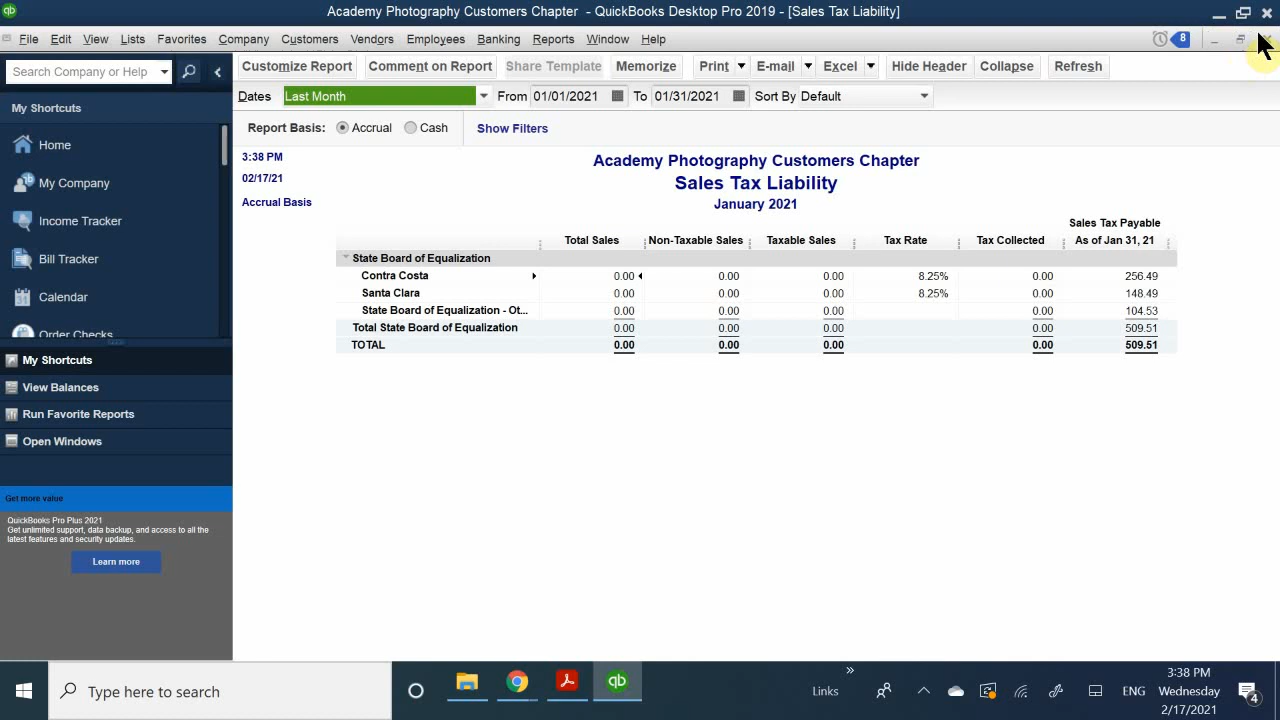 Academy Photography Customers Chapter - QuickBooks Desktop Pro 2019 - [Sales Tax Liability]
File Edit View Lists Favorites Company Customers Vendors Employees Banking Reports Window Help 8
Search Company or Help
Customize Report Comment on Report Share Template Memorize Print E-mail Excel Hide Header Collapse Refresh
My Shortcuts
Dates Last Month From 01/01/2021 To 01/31/2021 Sort By Default
Report Basis: Accrual Cash Show Filters
Home
My Company
Income Tracker
Bill Tracker
Calendar
31
Order Checks
My Shortcuts
View Balances
Run Favorite Reports
Open Windows
Get more value
QuickBooks Pro Plus 2021
Get unlimited support, data backup, and access to all the
latest features and security updates.
Learn more
3:38 PM
02/17/21
Accrual Basis
Academy Photography Customers Chapter
Sales Tax Liability
January 2021
Sales Tax Payable
Total Sales Non-Taxable Sales Taxable Sales Tax Rate Tax Collected As of Jan 31, 21
State Board of Equalization
Contra Costa 0.00 0.00 0.00 8.25% 0.00 256.49
Santa Clara 0.00 0.00 0.00 8.25% 0.00 148.49
State Board of Equalization - Ot... 0.00 0.00 0.00 0.00 104.53
Total State Board of Equalization 0.00 0.00 0.00 0.00 509.51
TOTAL 0.00 0.00 0.00 0.00 509.51
Type here to search
qb
Links
ENG
3:38 PM
Wednesday
2/17/2021
4